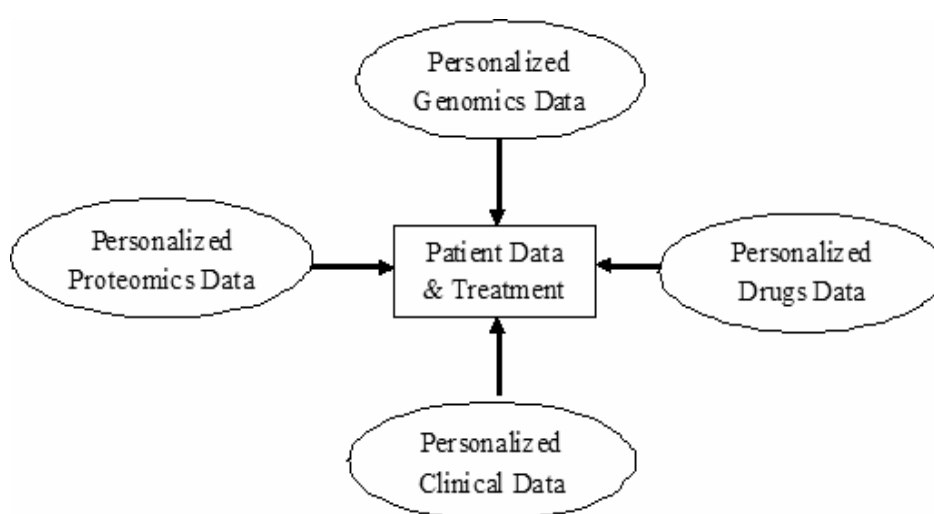 Personalized
Genomics Data
Personalized
Proteomics Data
Patient Data
& Treatment
Personalized
Drugs Data
Personalized
Clinical Data